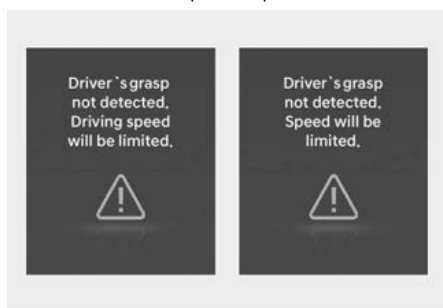 Driver`s grasp
not detected.
Driving speed
will be limited.
Driver`s grasp
not detected.
Speed will be
limited.